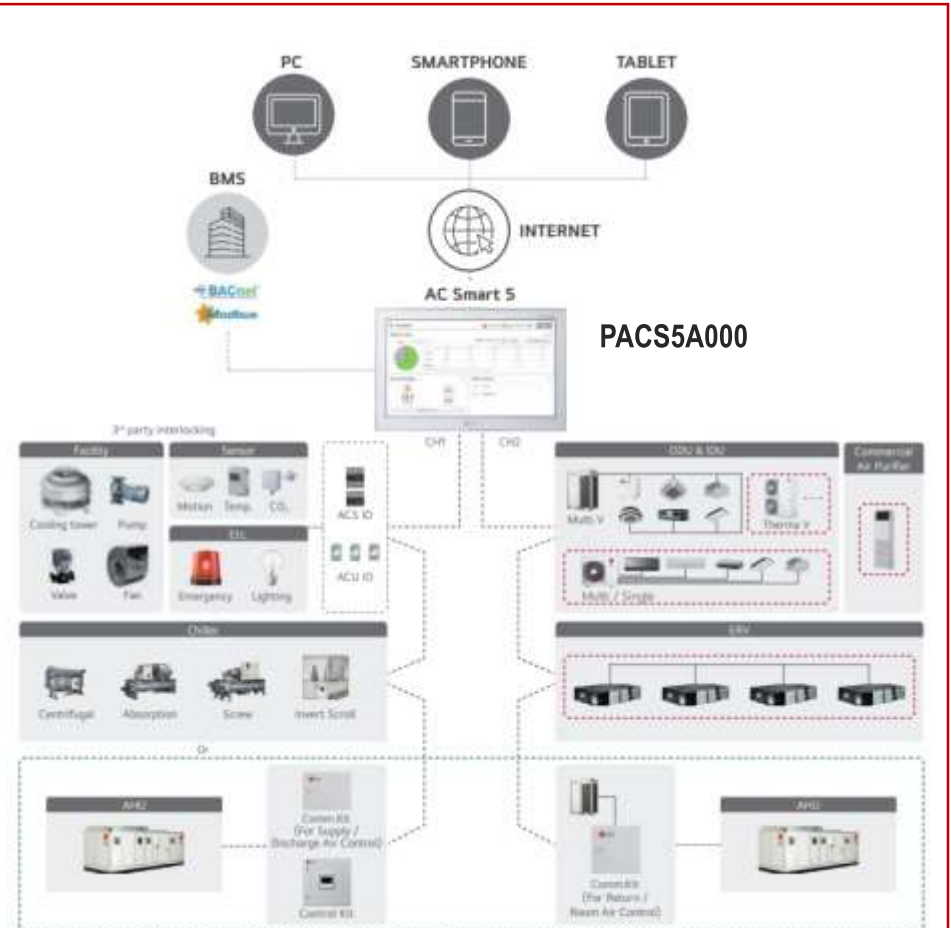 PC
SMARTPHONE
TABLET
BMS
INTERNET
BACnet
Modbus
AC Smart 5
PACS5A000
3rd party interlocking
CH1
CH2
Facility
Sensor
ODU & IDU
Commercial
Air Purifier
Motion
Temp.
CO₂
ACS IO
Multi V
Therma V
Cooling tower
Pump
Etc.
ACU IO
Valve
Fan
Emergency
Lighting
Multi / Single
Chiller
ERV
Centrifugal
Absorption
Screw
Invert Scroll
Or
AHU
Comm.Kit
(For Supply /
Discharge Air Control)
Control Kit
AHU
Comm.Kit
(For Return /
Room Air Control)